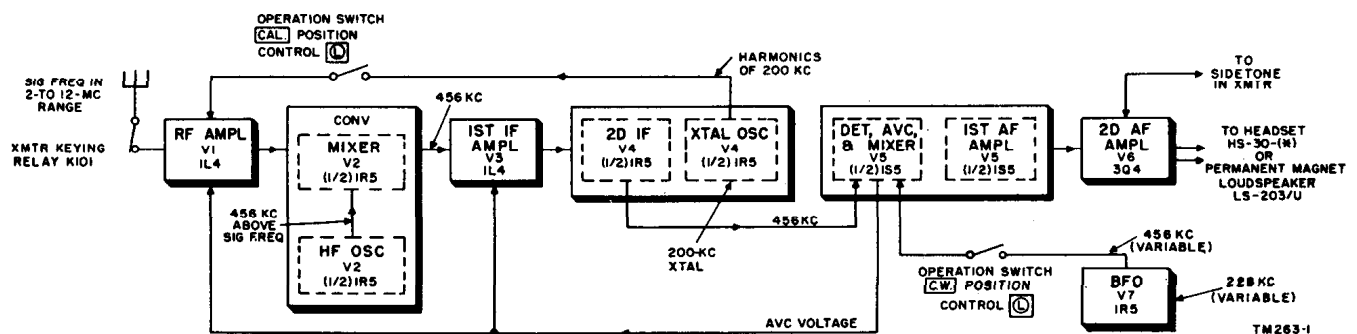 OPERATION SWITCH
CAL. POSITION
CONTROL L
HARMONICS
OF 200 KC
SIG FREQ IN
2-TO 12-MC
RANGE
XMTR KEYING
RELAY K101
RF AMPL
V1
1L4
CONV
MIXER
V2
(1/2)1R5
456 KC
ABOVE
SIG FREQ
HF OSC
V2
(1/2)1R5
456 KC
1ST IF
AMPL
V3
1L4
2D IF
V4
(1/2)1R5
XTAL OSC
V4
(1/2)1R5
200-KC
XTAL
456KC
DET, AVC,
& MIXER
V5
(1/2)1S5
1ST AF
AMPL
V5
(1/2)1S5
2D AF
AMPL
V6
3Q4
TO
SIDETONE
IN XMTR
TO HEADSET
HS-30-(*)
OR
PERMANENT MAGNET
LOUDSPEAKER
LS-203/U
OPERATION SWITCH
C.W. POSITION
CONTROL L
456 KC
(VARIABLE)
BFO
V7
1R5
228 KC
(VARIABLE)
AVC VOLTAGE
TM263-1